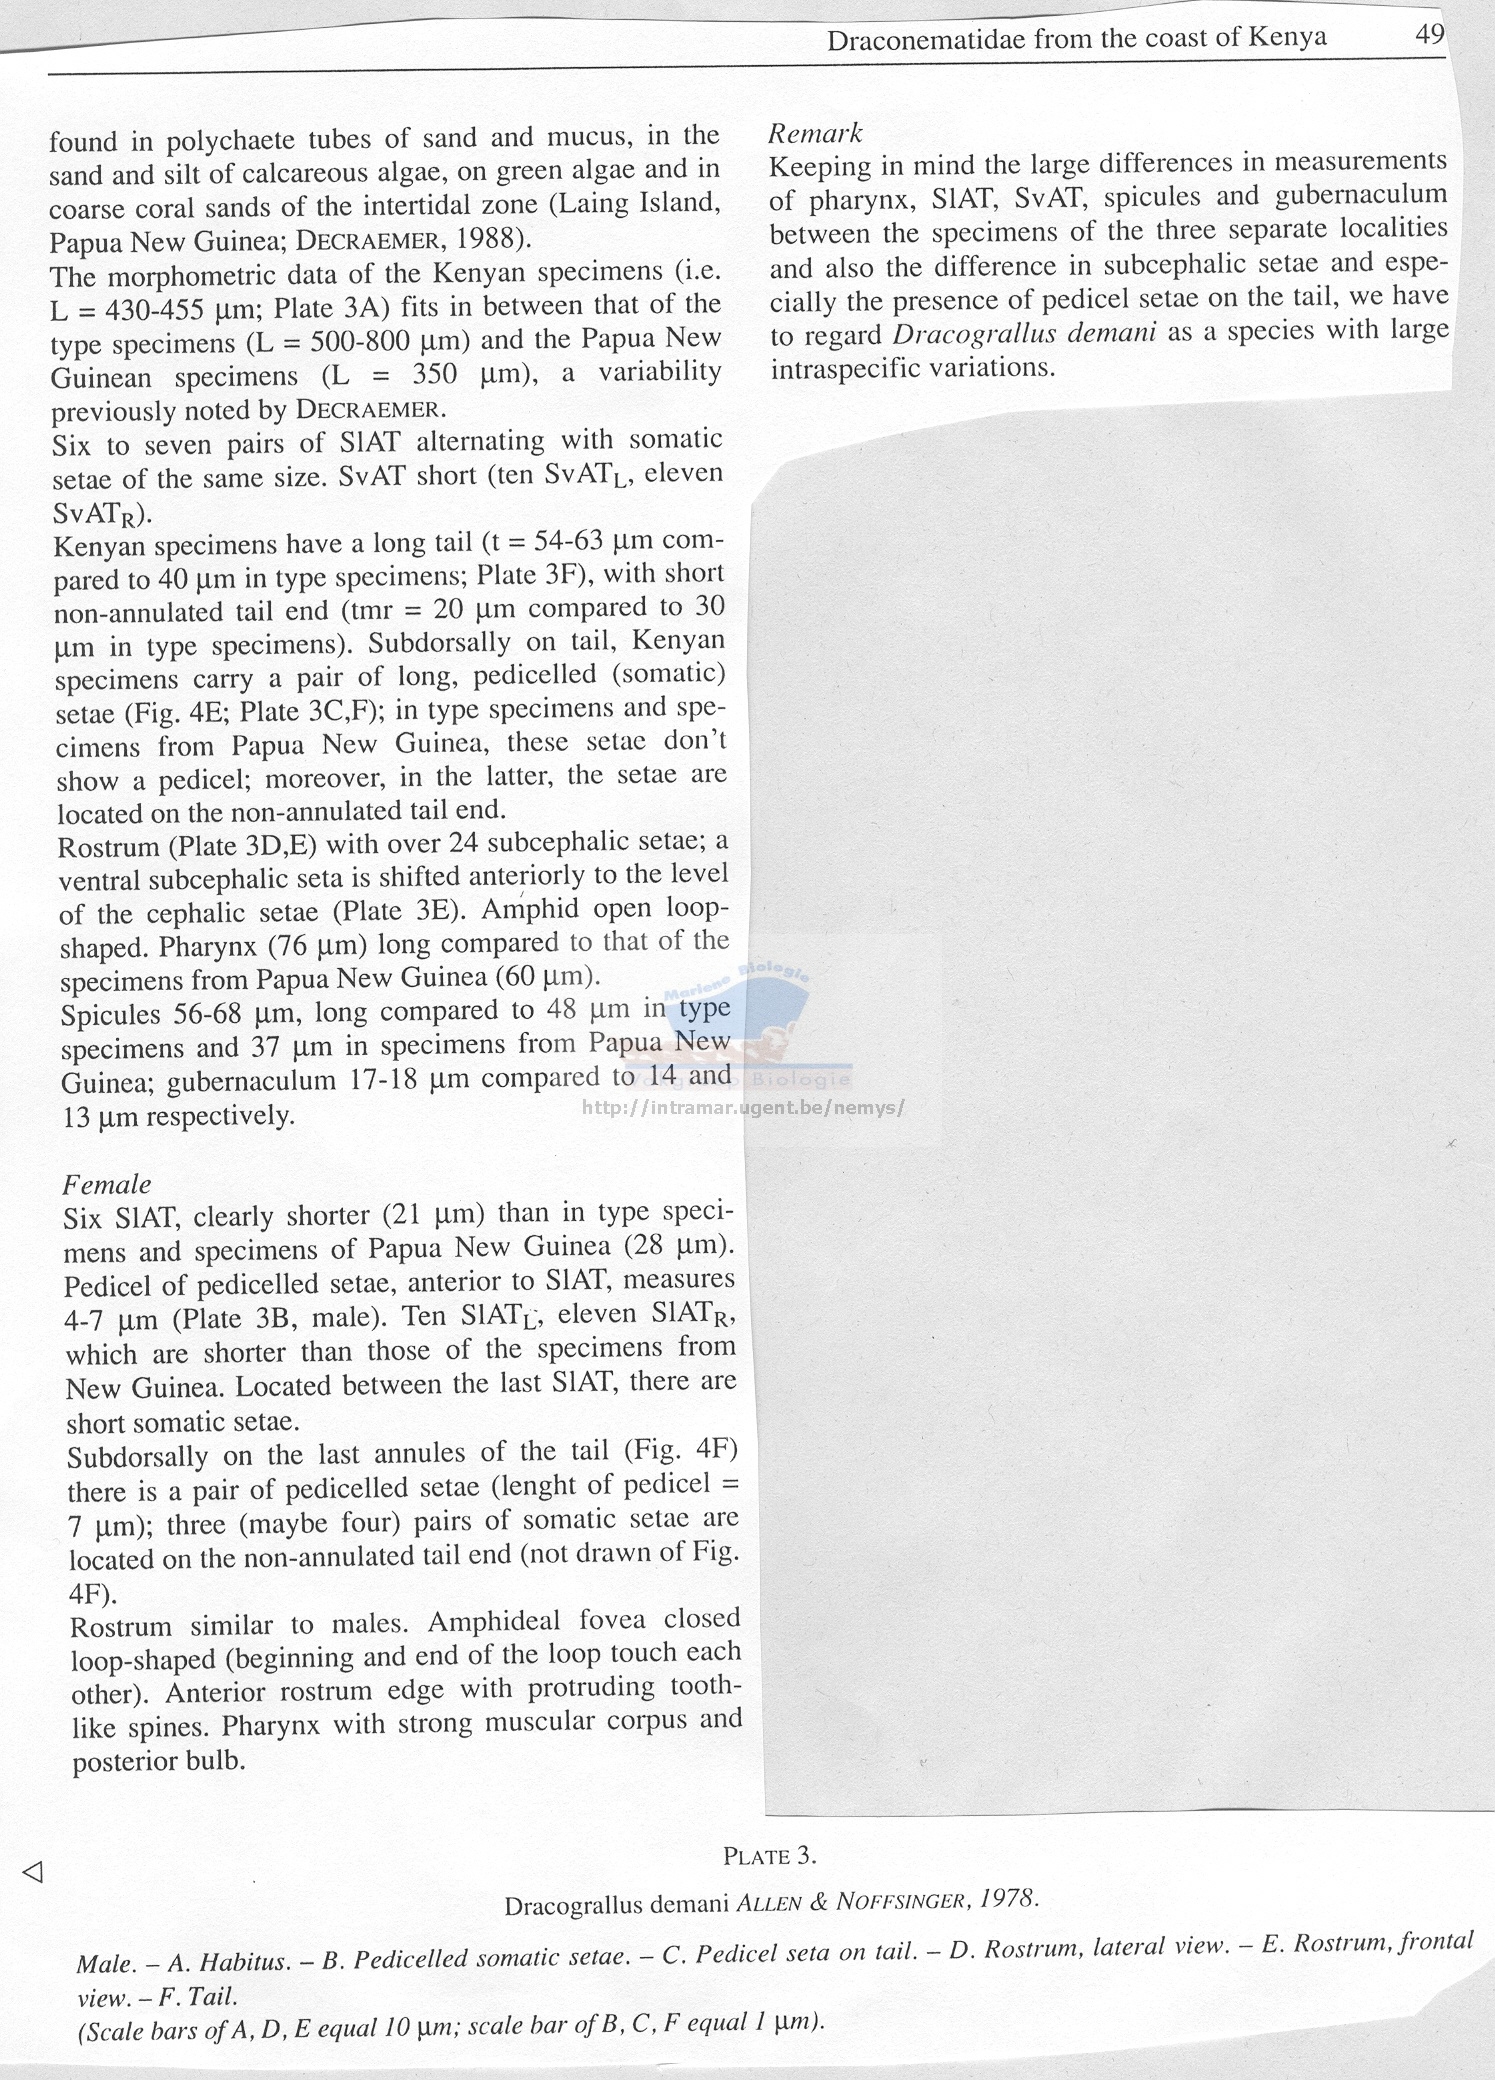 Draconematidae from the coast of Kenya 49
found in polychaete tubes of sand and mucus, in the
sand and silt of calcareous algae, on green algae and in
coarse coral sands of the intertidal zone (Laing Island,
Papua New Guinea; DECRAEMER, 1988).
The morphometric data of the Kenyan specimens (i.e.
L = 430-455 µm; Plate 3A) fits in between that of the
type specimens (L = 500-800 µm) and the Papua New
Guinean specimens (L = 350 µm), a variability
previously noted by DECRAEMER.
Six to seven pairs of SlAT alternating with somatic
setae of the same size. SvAT short (ten SvATL, eleven
SvATR).
Kenyan specimens have a long tail (t = 54-63 µm com-
pared to 40 µm in type specimens; Plate 3F), with short
non-annulated tail end (tmr = 20 µm compared to 30
µm in type specimens). Subdorsally on tail, Kenyan
specimens carry a pair of long, pedicelled (somatic)
setae (Fig. 4E; Plate 3C,F); in type specimens and spe-
cimens from Papua New Guinea, these setae don't
show a pedicel; moreover, in the latter, the setae are
located on the non-annulated tail end.
Rostrum (Plate 3D,E) with over 24 subcephalic setae; a
ventral subcephalic seta is shifted anteriorly to the level
of the cephalic setae (Plate 3E). Amphid open loop-
shaped. Pharynx (76 µm) long compared to that of the
specimens from Papua New Guinea (60 µm).
Spicules 56-68 µm, long compared to 48 µm in type
specimens and 37 µm in specimens from Papua New
Guinea; gubernaculum 17-18 µm compared to 14 and
13 µm respectively.
Female
Six SlAT, clearly shorter (21 µm) than in type speci-
mens and specimens of Papua New Guinea (28 µm).
Pedicel of pedicelled setae, anterior to SlAT, measures
4-7 µm (Plate 3B, male). Ten SlATL, eleven SlATR,
which are shorter than those of the specimens from
New Guinea. Located between the last SlAT, there are
short somatic setae.
Subdorsally on the last annules of the tail (Fig. 4F)
there is a pair of pedicelled setae (lenght of pedicel =
7 µm); three (maybe four) pairs of somatic setae are
located on the non-annulated tail end (not drawn of Fig.
4F).
Rostrum similar to males. Amphideal fovea closed
loop-shaped (beginning and end of the loop touch each
other). Anterior rostrum edge with protruding tooth-
like spines. Pharynx with strong muscular corpus and
posterior bulb.
Remark
Keeping in mind the large differences in measurements
of pharynx, SlAT, SvAT, spicules and gubernaculum
between the specimens of the three separate localities
and also the difference in subcephalic setae and espe-
cially the presence of pedicel setae on the tail, we have
to regard Dracograllus demani as a species with large
intraspecific variations.
Mariene Biologie
Vakgroep Biologie
http://intramar.ugent.be/nemys/
PLATE 3.
Dracograllus demani ALLEN & NOFFSINGER, 1978.
Male. – A. Habitus. – B. Pedicelled somatic setae. – C. Pedicel seta on tail. – D. Rostrum, lateral view. – E. Rostrum, frontal
view. – F. Tail.
(Scale bars of A, D, E equal 10 µm; scale bar of B, C, F equal 1 µm).